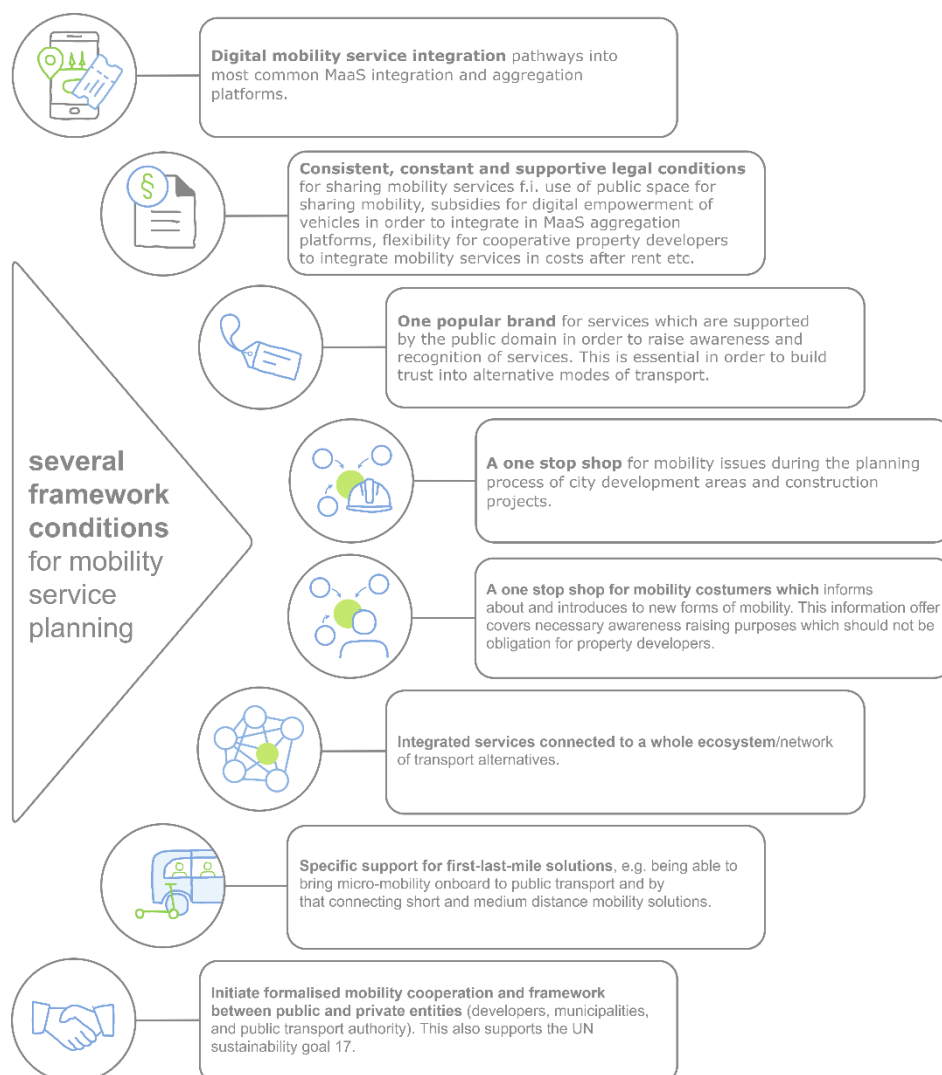 Digital mobility service integration pathways into
most common MaaS integration and aggregation
platforms.
§
Consistent, constant and supportive legal conditions
for sharing mobility services f.i. use of public space for
sharing mobility, subsidies for digital empowerment of
vehicles in order to integrate in MaaS aggregation
platforms, flexibility for cooperative property developers
to integrate mobility services in costs after rent etc.
One popular brand for services which are supported
by the public domain in order to raise awareness and
recognition of services. This is essential in order to build
trust into alternative modes of transport.
several
framework
conditions
for mobility
service
planning
A one stop shop for mobility issues during the planning
process of city development areas and construction
projects.
A one stop shop for mobility costumers which informs
about and introduces to new forms of mobility. This information offer
covers necessary awareness raising purposes which should not be
obligation for property developers.
Integrated services connected to a whole ecosystem/network
of transport alternatives.
Specific support for first-last-mile solutions, e.g. being able to
bring micro-mobility onboard to public transport and by
that connecting short and medium distance mobility solutions.
Initiate formalised mobility cooperation and framework
between public and private entities (developers, municipalities,
and public transport authority). This also supports the UN
sustainability goal 17.